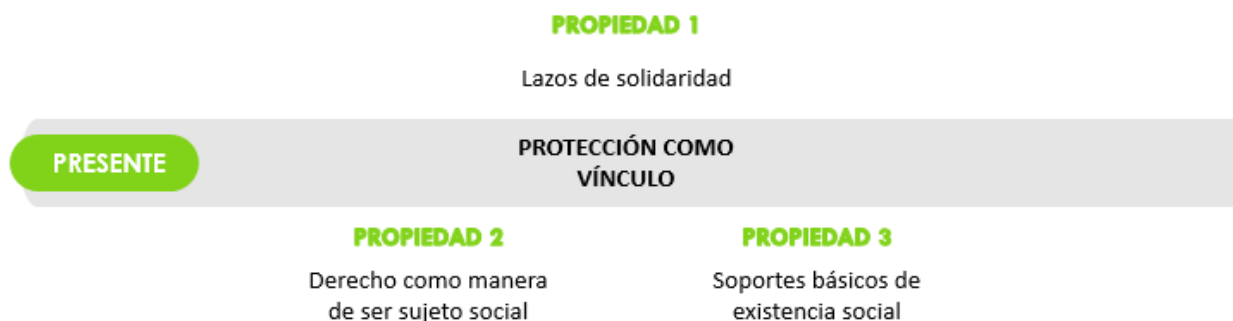 PROPIEDAD 1
Lazos de solidaridad
PRESENTE
PROTECCIÓN COMO
VÍNCULO
PROPIEDAD 2
Derecho como manera
de ser sujeto social
PROPIEDAD 3
Soportes básicos de
existencia social